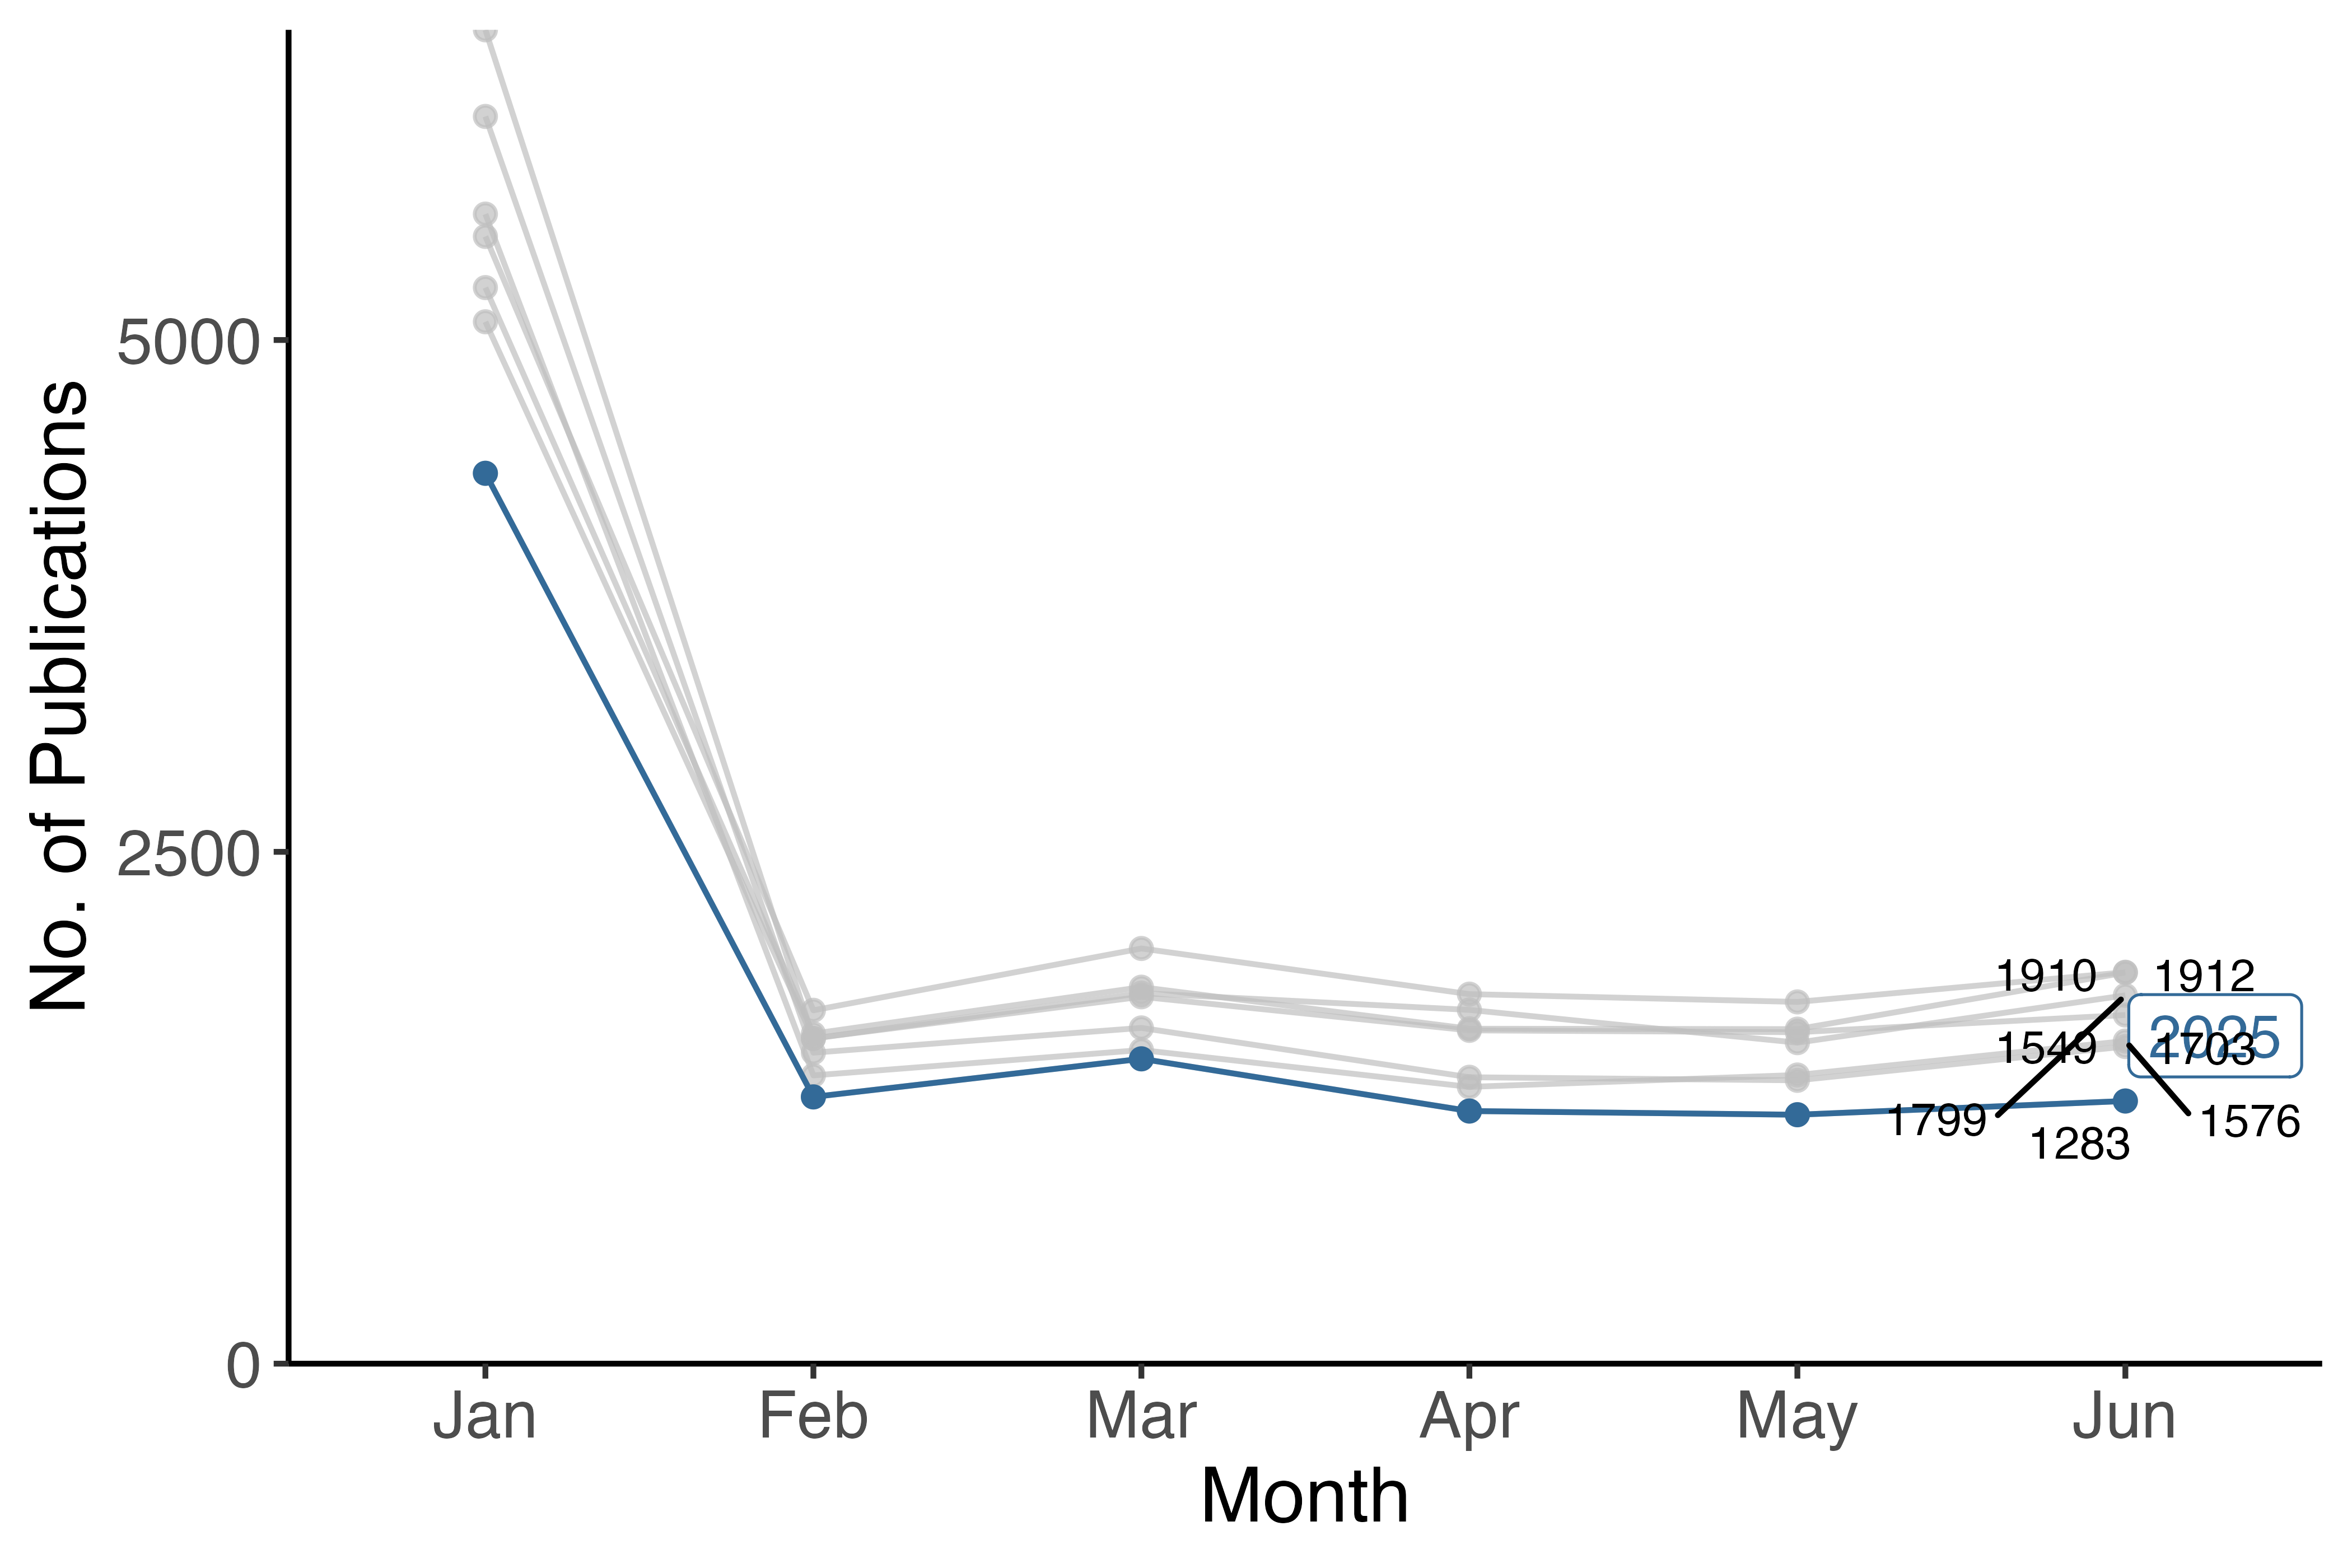 No. of Publications
5000
2500
0
1910
1912
2025
1549
1703
1799
1283
1576
Jan
Feb
Mar
Apr
May
Jun
Month